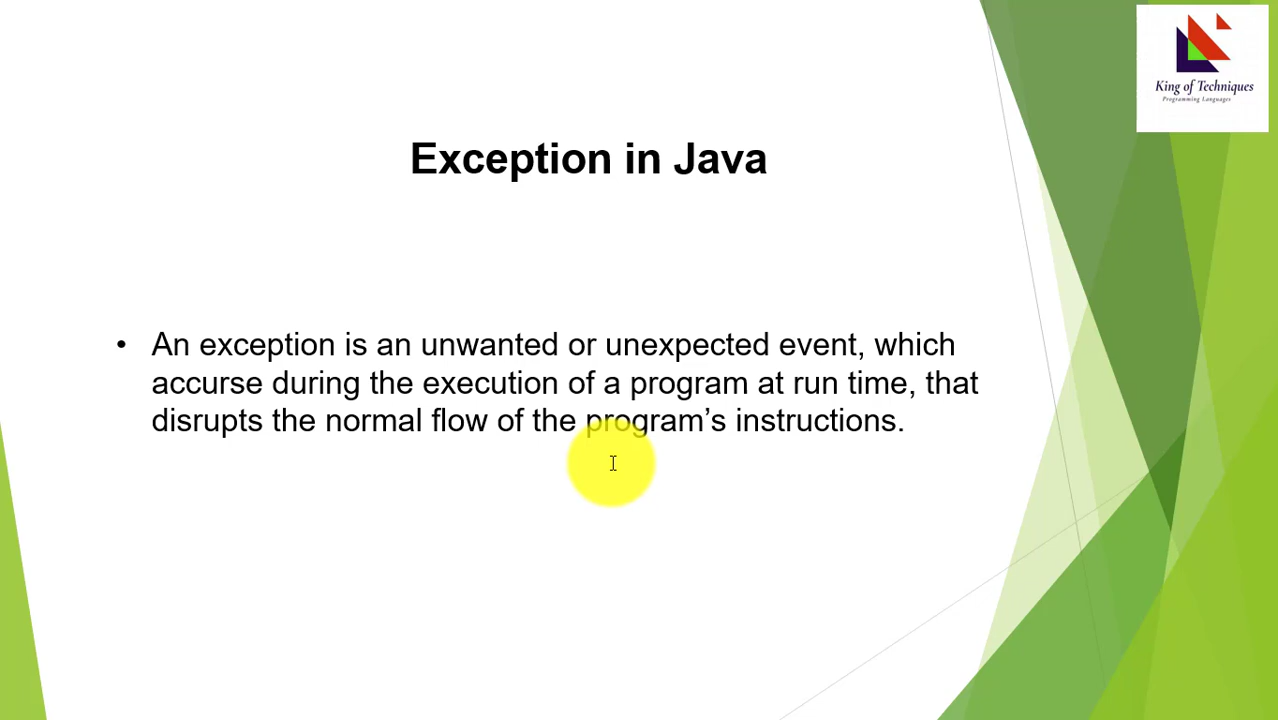 King of Techniques
Programming Languages
Exception in Java
• An exception is an unwanted or unexpected event, which
accurse during the execution of a program at run time, that
disrupts the normal flow of the program’s instructions.